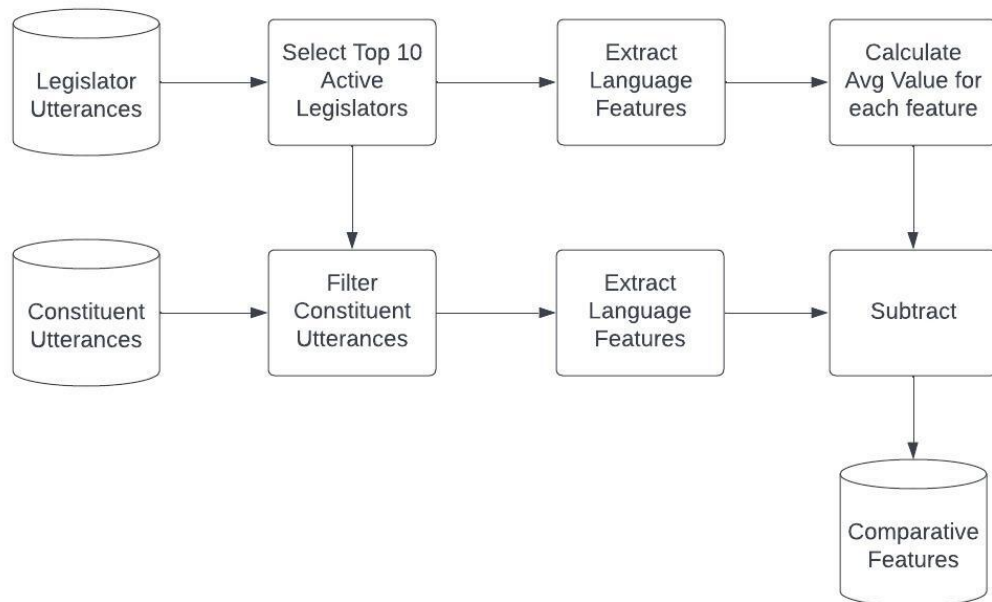 Legislator
Utterances
Select Top 10
Active
Legislators
Extract
Language
Features
Calculate
Avg Value for
each feature
Constituent
Utterances
Filter
Constituent
Utterances
Extract
Language
Features
Subtract
Comparative
Features